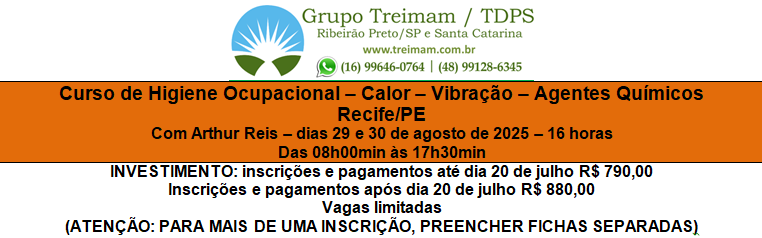 Grupo Treimam / TDPS
Ribeirão Preto/SP e Santa Catarina
www.treimam.com.br
(16) 99646-0764 | (48) 99128-6345
Curso de Higiene Ocupacional – Calor – Vibração – Agentes Químicos
Recife/PE
Com Arthur Reis – dias 29 e 30 de agosto de 2025 – 16 horas
Das 08h00min às 17h30min
INVESTIMENTO: inscrições e pagamentos até dia 20 de julho R$ 790,00
Inscrições e pagamentos após dia 20 de julho R$ 880,00
Vagas limitadas
(ATENÇÃO: PARA MAIS DE UMA INSCRIÇÃO, PREENCHER FICHAS SEPARADAS)